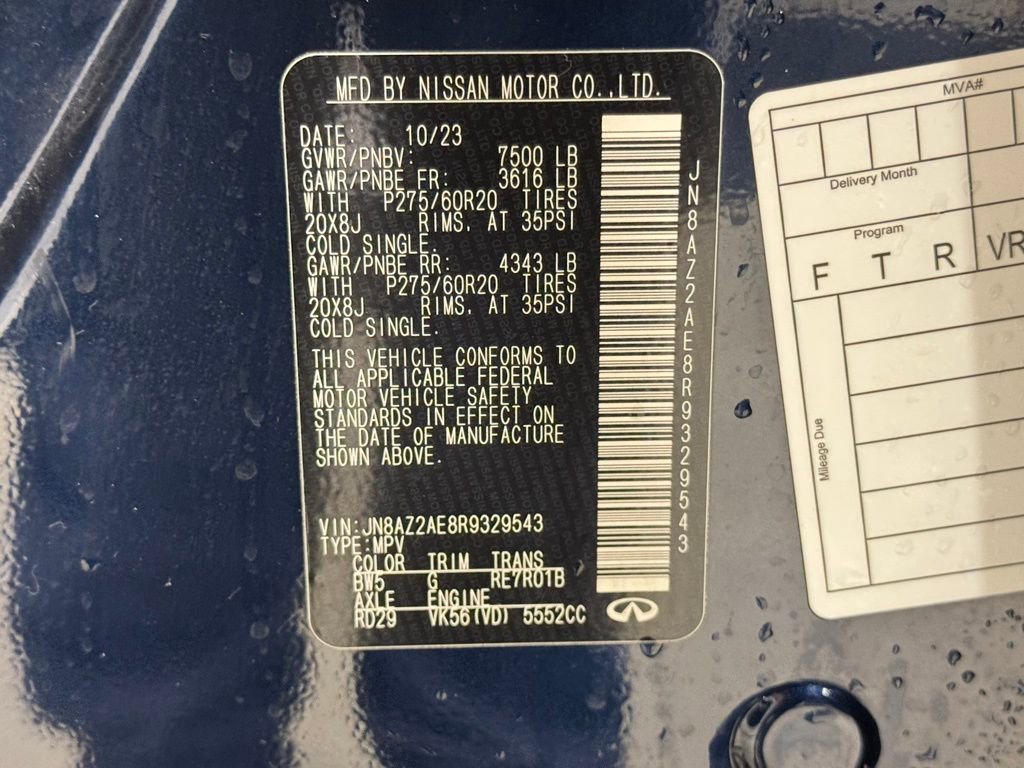 MFD BY NISSAN MOTOR CO.,LTD.
DATE: 10/23
GVWR/PNBV: 7500 LB
GAWR/PNBE FR: 3616 LB
WITH P275/60R20 TIRES
20X8J RIMS. AT 35PSI
COLD SINGLE.
GAWR/PNBE RR: 4343 LB
WITH P275/60R20 TIRES
20X8J RIMS. AT 35PSI
COLD SINGLE.
THIS VEHICLE CONFORMS TO
ALL APPLICABLE FEDERAL
MOTOR VEHICLE SAFETY
STANDARDS IN EFFECT ON
THE DATE OF MANUFACTURE
SHOWN ABOVE.
VIN:JN8AZ2AE8R9329543
TYPE:MPV
COLOR TRIM TRANS
BW5 G RE7R01B
AXLE ENGINE
RD29 VK56(VD) 5552CC
JN8AZ2AE8R9329543
MVA#
Delivery Month
Program
F T R VR
Mileage Due